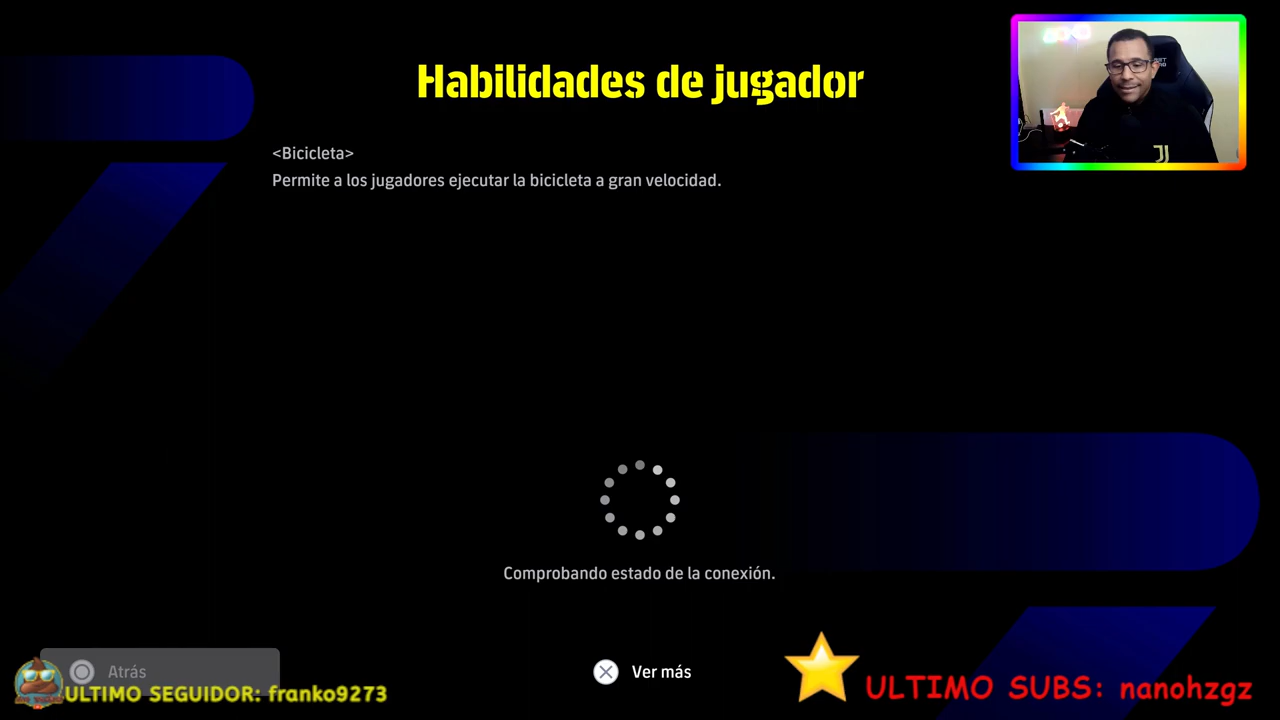 Habilidades de jugador
<Bicicleta>
Permite a los jugadores ejecutar la bicicleta a gran velocidad.
Comprobando estado de la conexión.
Atrás
Ver más
ULTIMO SEGUIDOR: franko9273
ULTIMO SUBS: nanohzgz